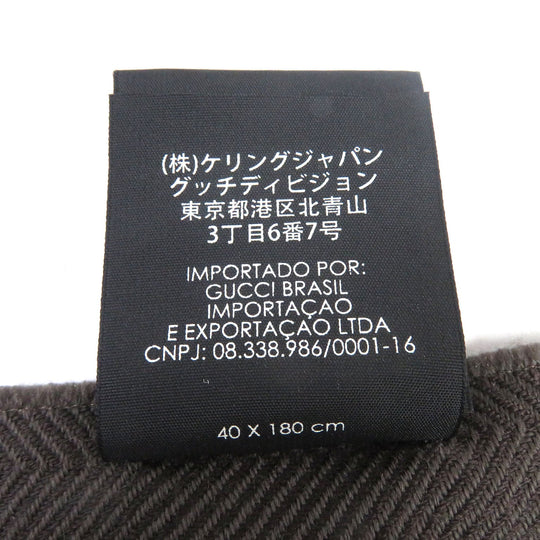 (株)ケリングジャパン
グッチディビジョン
東京都港区北青山
3丁目6番7号
IMPORTADO POR:
GUCCI BRASIL
IMPORTAÇAO
E EXPORTAÇAO LTDA
CNPJ: 08.338.986/0001-16
40 X 180 cm